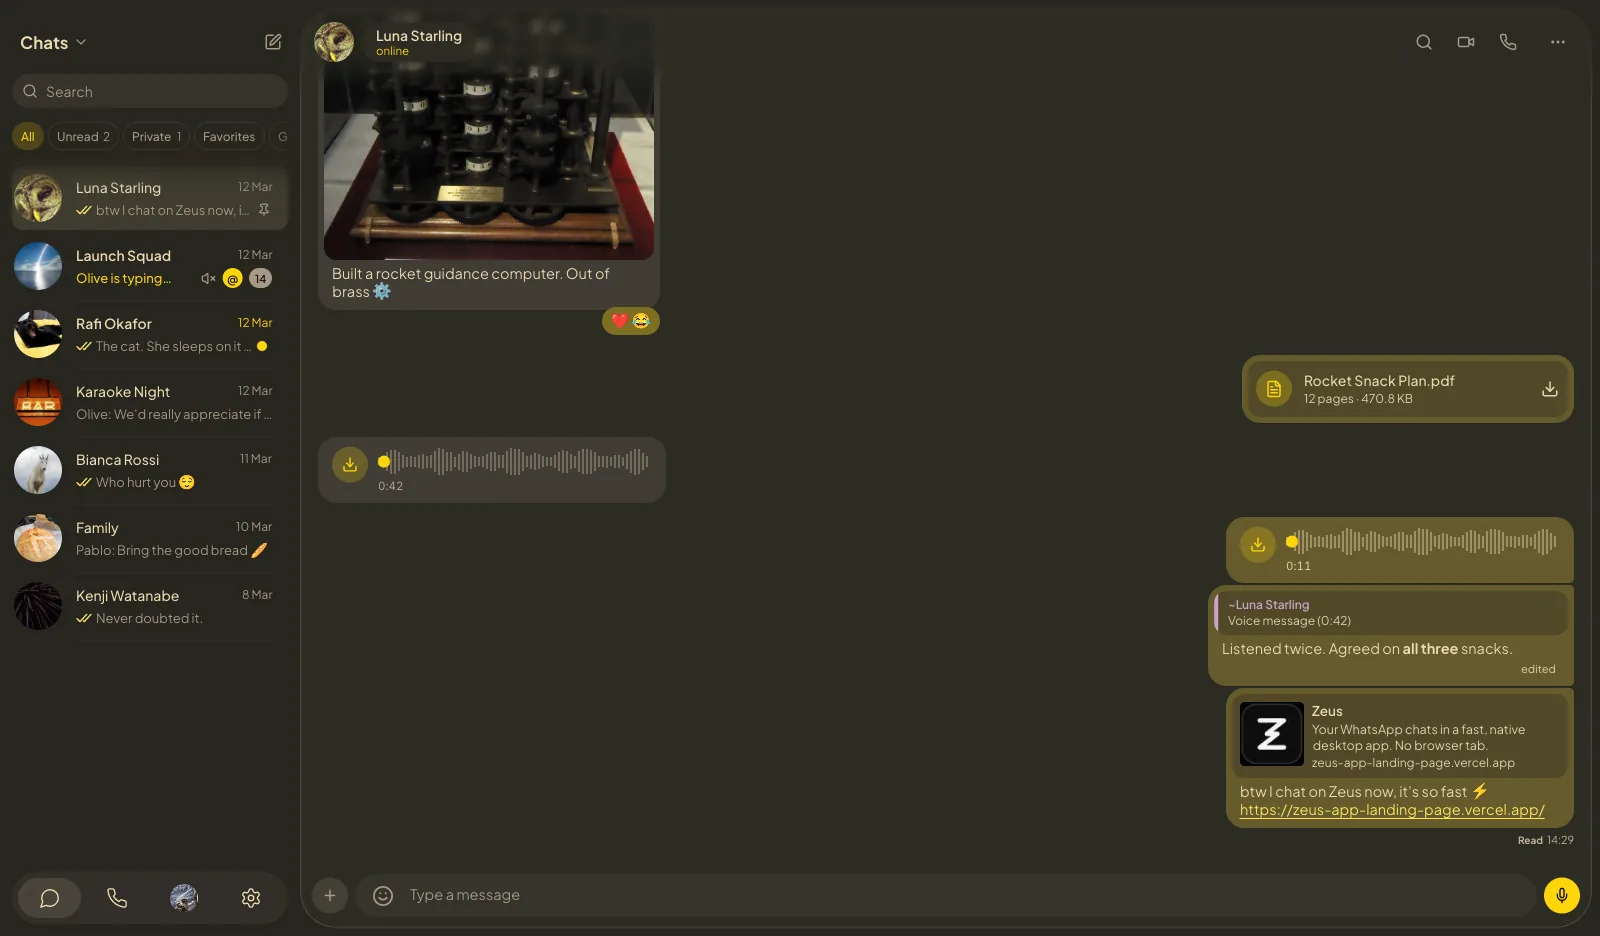 Chats
Search
All
Unread 2
Private 1
Favorites
G
Luna Starling
12 Mar
btw I chat on Zeus now, i...
Launch Squad
12 Mar
Olive is typing...
@
14
Rafi Okafor
12 Mar
The cat. She sleeps on it ...
Karaoke Night
12 Mar
BAR
Olive: We'd really appreciate if ...
Bianca Rossi
11 Mar
Who hurt you 😌
Family
10 Mar
Pablo: Bring the good bread 🥖
Kenji Watanabe
8 Mar
Never doubted it.
Luna Starling
online
Built a rocket guidance computer. Out of
brass ⚙️
❤️ 😂
Rocket Snack Plan.pdf
12 pages · 470.8 KB
0:42
0:11
~Luna Starling
Voice message (0:42)
Listened twice. Agreed on all three snacks.
edited
Zeus
Your WhatsApp chats in a fast, native
desktop app. No browser tab.
zeus-app-landing-page.vercel.app
btw I chat on Zeus now, it's so fast ⚡
https://zeus-app-landing-page.vercel.app/
Read 14:29
Type a message